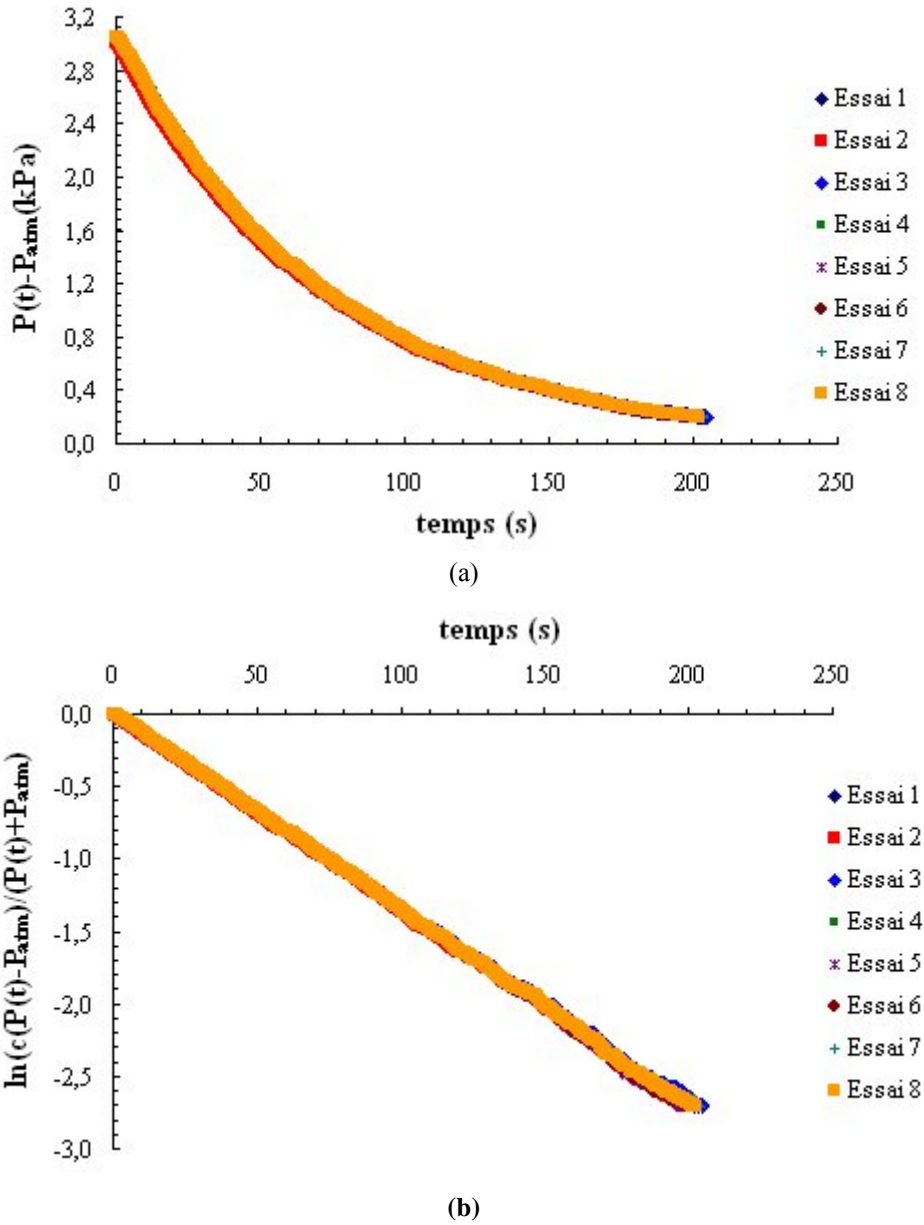 3,2
2,8
2,4
2,0
1,6
1,2
0,8
0,4
0,0
P(t)-Patm(kPa)
0 50 100 150 200 250
temps (s)
Essai 1
Essai 2
Essai 3
Essai 4
Essai 5
Essai 6
Essai 7
Essai 8
(a)
temps (s)
0 50 100 150 200 250
0,0
-0,5
-1,0
-1,5
-2,0
-2,5
-3,0
ln(c(P(t)-Patm)/(P(t)+Patm)
Essai 1
Essai 2
Essai 3
Essai 4
Essai 5
Essai 6
Essai 7
Essai 8
(b)